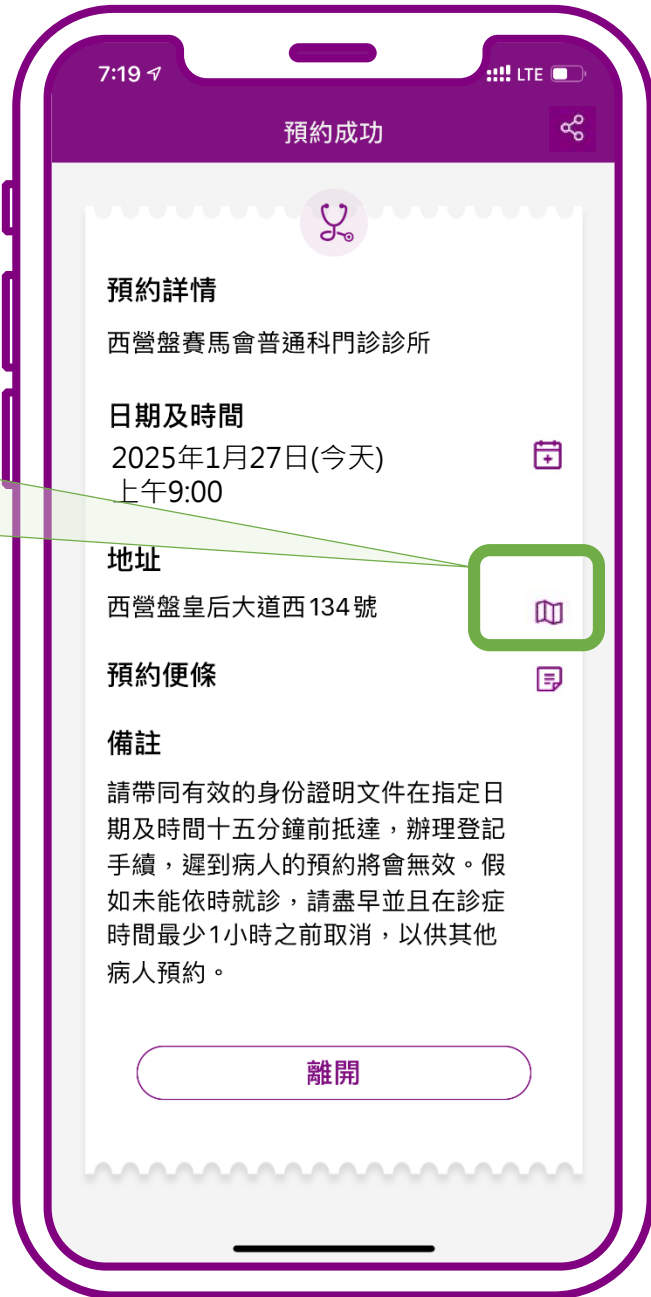 7:19
LTE
預約成功
預約詳情
西營盤賽馬會普通科門診診所
日期及時間
2025年1月27日(今天)
上午9:00
地址
西營盤皇后大道西134號
預約便條
備註
請帶同有效的身份證明文件在指定日
期及時間十五分鐘前抵達，辦理登記
手續，遲到病人的預約將會無效。假
如未能依時就診，請盡早並且在診症
時間最少1小時之前取消，以供其他
病人預約。
離開